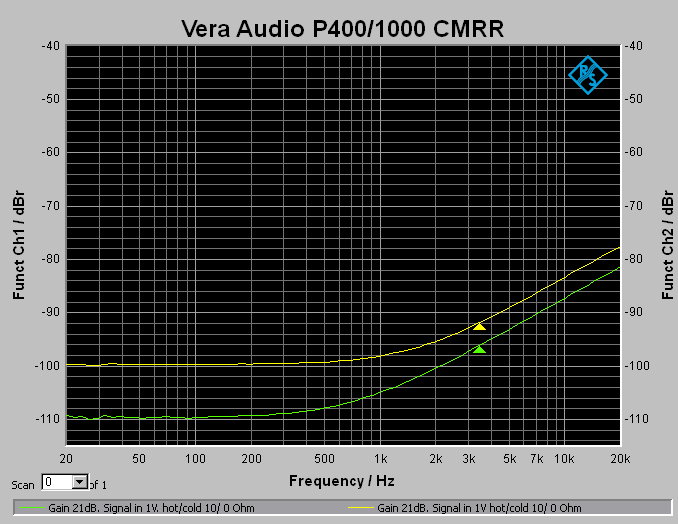 Vera Audio P400/1000 CMRR
-40 -40
R
S
-50 -50
-60 -60
-70 -70
Funct Ch1 / dBr Funct Ch2 / dBr
-80 -80
-90 -90
-100 -100
-110 -110
20 50 100 200 500 1k 2k 3k 5k 7k 10k 20k
Frequency / Hz
Scan 0 of 1
Gain 21dB. Signal in 1V. hot/cold 10/ 0 Ohm Gain 21dB. Signal in 1V hot/cold 10/ 0 Ohm